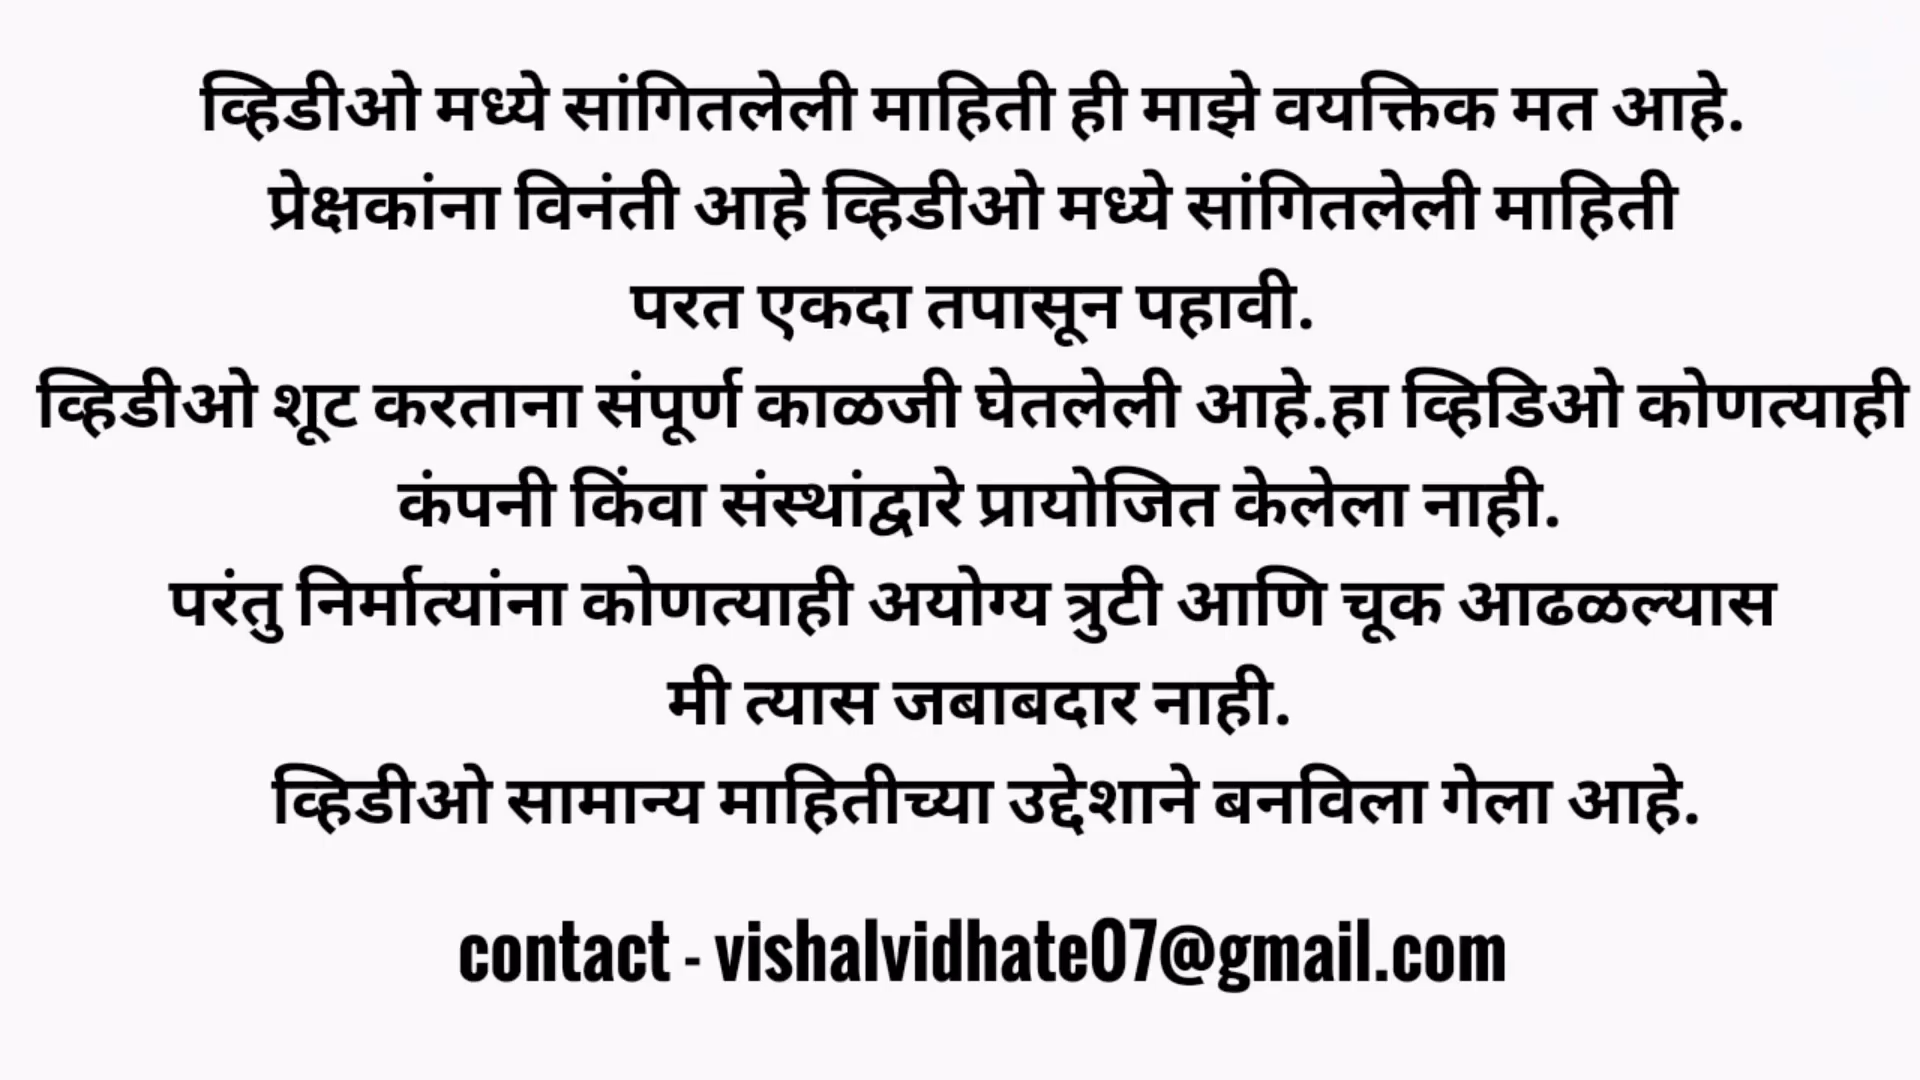 व्हिडीओ मध्ये सांगितलेली माहिती ही माझे वयक्तिक मत आहे.
प्रेक्षकांना विनंती आहे व्हिडीओ मध्ये सांगितलेली माहिती
परत एकदा तपासून पहावी.
व्हिडीओ शूट करताना संपूर्ण काळजी घेतलेली आहे.हा व्हिडिओ कोणत्याही
कंपनी किंवा संस्थांद्वारे प्रायोजित केलेला नाही.
परंतु निर्मात्यांना कोणत्याही अयोग्य त्रुटी आणि चूक आढळल्यास
मी त्यास जबाबदार नाही.
व्हिडीओ सामान्य माहितीच्या उद्देशाने बनविला गेला आहे.
contact - vishalvidhate07@gmail.com